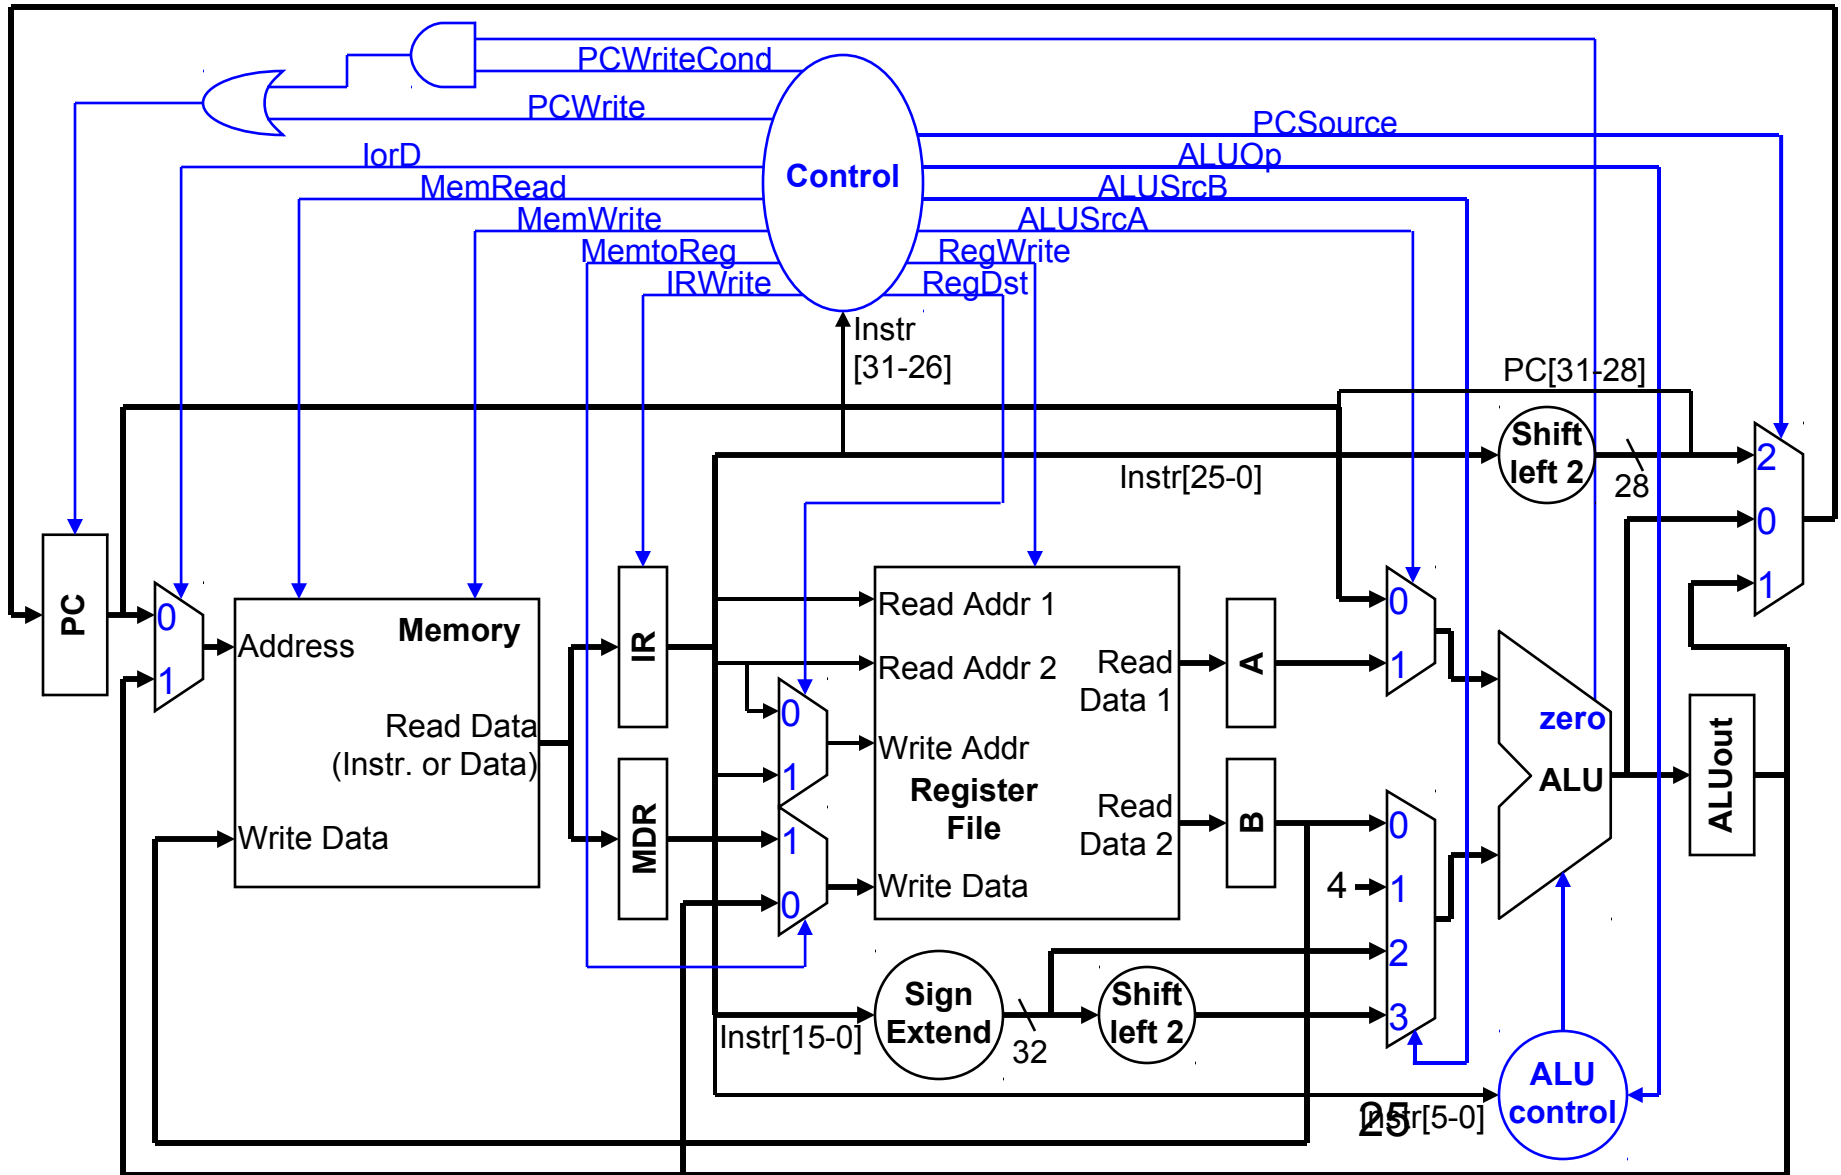 PCWriteCond
PCWrite
PCSource
IorD
ALUOp
Control
MemRead
ALUSrcB
MemWrite
ALUSrcA
MemtoReg
RegWrite
IRWrite
RegDst
Instr
[31-26]
PC[31-28]
Shift
left 2
2
Instr[25-0]
28
0
1
PC
0
1
Address
Memory
Read Data
(Instr. or Data)
Write Data
IR
MDR
Read Addr 1
Read Addr 2
Read
Data 1
0
1
Write Addr
Register
File
Read
Data 2
1
0
Write Data
A
B
0
1
zero
ALU
ALUout
0
4
1
2
3
Sign
Extend
Shift
left 2
Instr[15-0]
32
ALU
control
Instr[5-0]
25